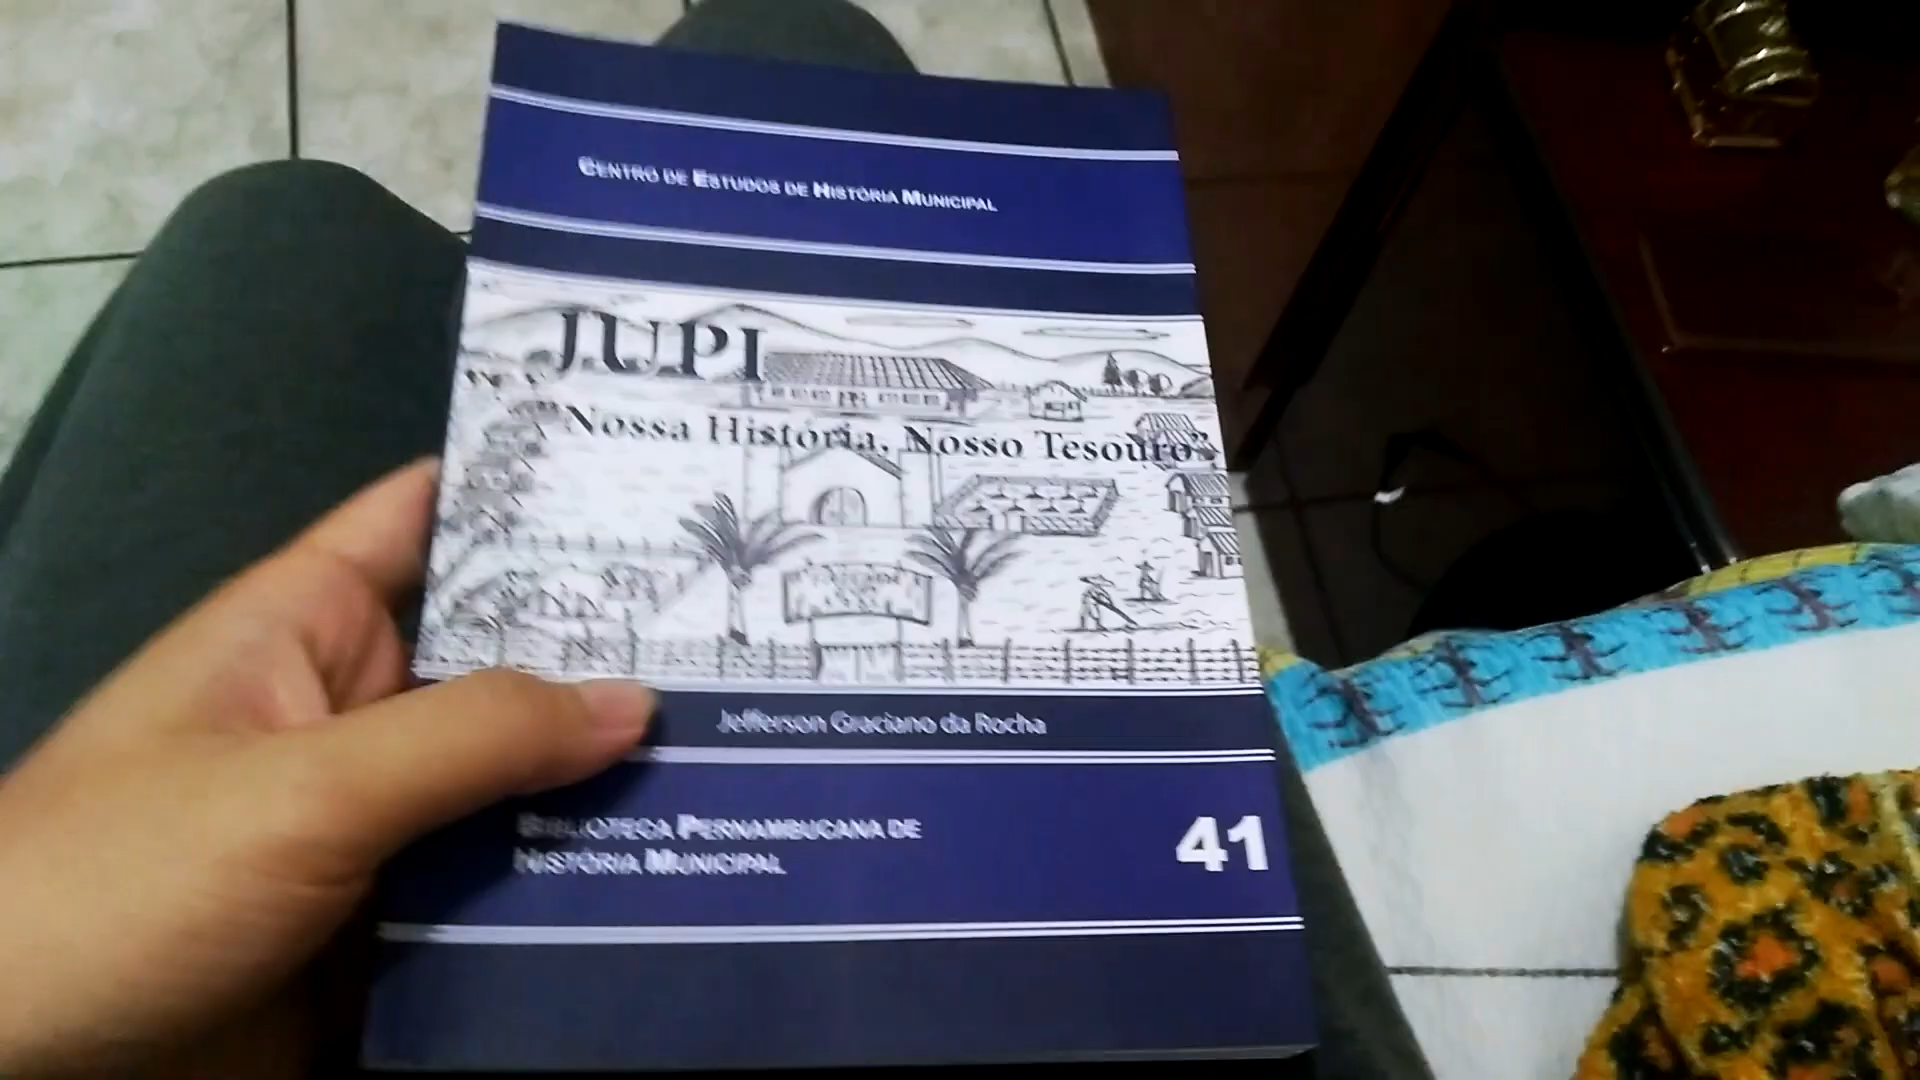 CENTRO DE ESTUDOS DE HISTÓRIA MUNICIPAL
JUPI
"Nossa História, Nosso Tesouro"
Jefferson Graciano da Rocha
BIBLIOTECA PERNAMBUCANA DE
HISTÓRIA MUNICIPAL
41